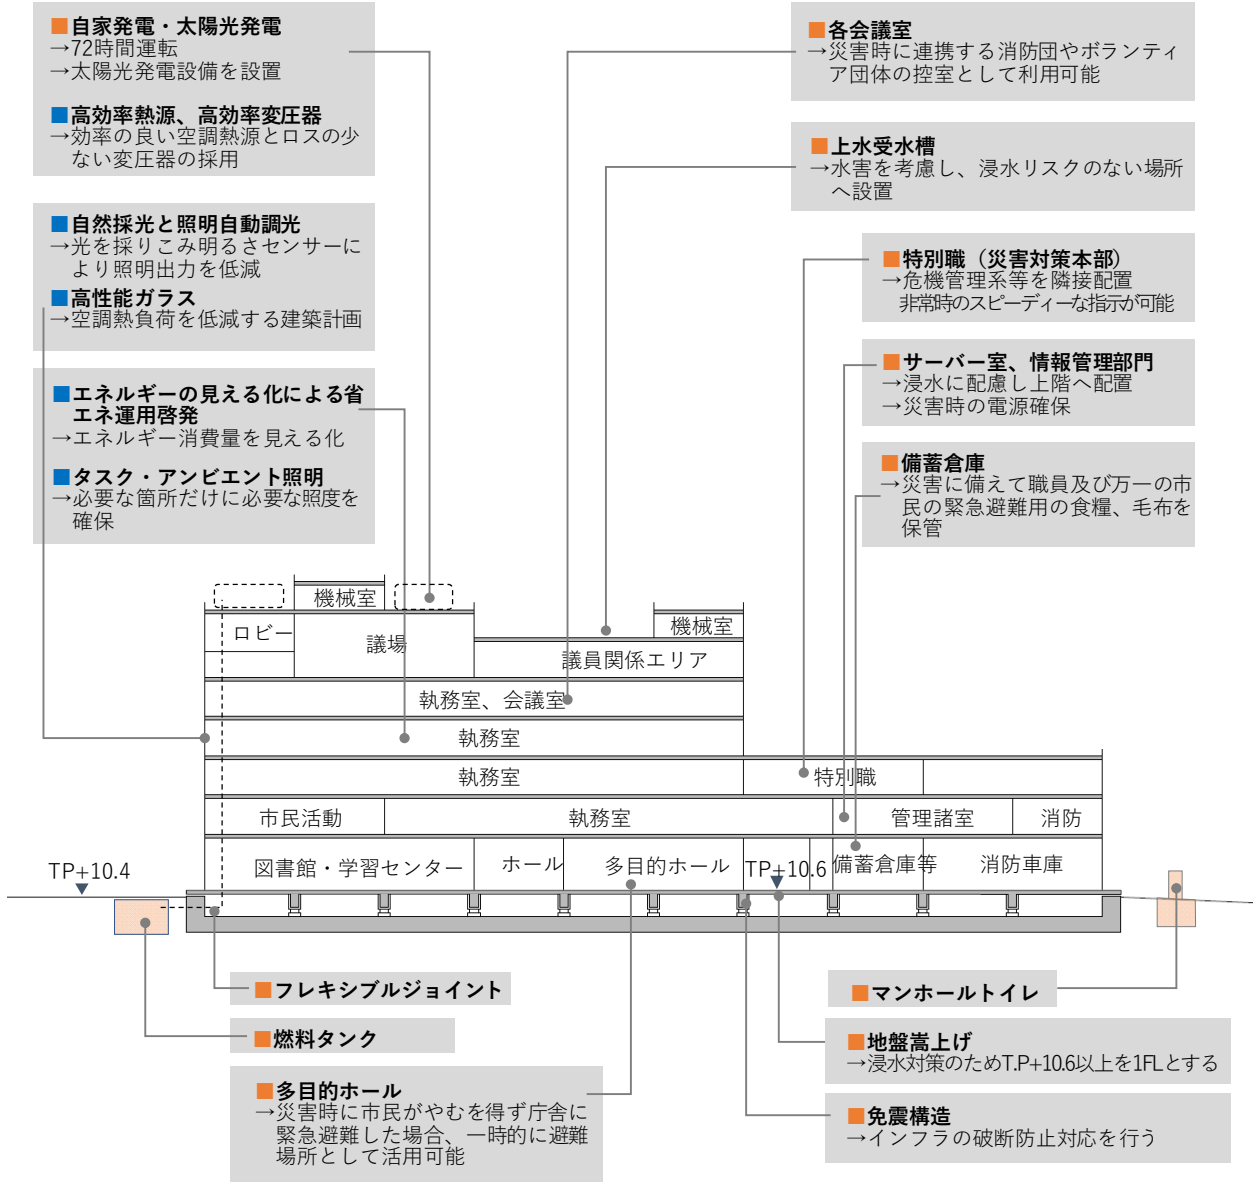 ■自家発電・太陽光発電
→72時間運転
→太陽光発電設備を設置
■高効率熱源、高効率変圧器
→効率の良い空調熱源とロスの少
ない変圧器の採用
■自然採光と照明自動調光
→光を採りこみ明るさセンサーに
より照明出力を低減
■高性能ガラス
→空調熱負荷を低減する建築計画
■エネルギーの見える化による省
エネ運用啓発
→エネルギー消費量を見える化
■タスク・アンビエント照明
→必要な箇所だけに必要な照度を
確保
■各会議室
→災害時に連携する消防団やボランティ
ア団体の控室として利用可能
■上水受水槽
→水害を考慮し、浸水リスクのない場所
へ設置
■特別職（災害対策本部）
→危機管理系等を隣接配置
非常時のスピーディーな指示が可能
■サーバー室、情報管理部門
→浸水に配慮し上階へ配置
→災害時の電源確保
■備蓄倉庫
→災害に備えて職員及び万一の市
民の緊急避難用の食糧、毛布を
保管
機械室
機械室
ロビー
議場
議員関係エリア
執務室、会議室
執務室
執務室
特別職
市民活動
執務室
管理諸室
消防
図書館・学習センター
ホール
多目的ホール
TP+10.6
備蓄倉庫等
消防車庫
TP+10.4
■フレキシブルジョイント
■燃料タンク
■多目的ホール
→災害時に市民がやむを得ず庁舎に
緊急避難した場合、一時的に避難
場所として活用可能
■マンホールトイレ
■地盤嵩上げ
→浸水対策のためT.P+10.6以上を1FLとする
■免震構造
→インフラの破断防止対応を行う